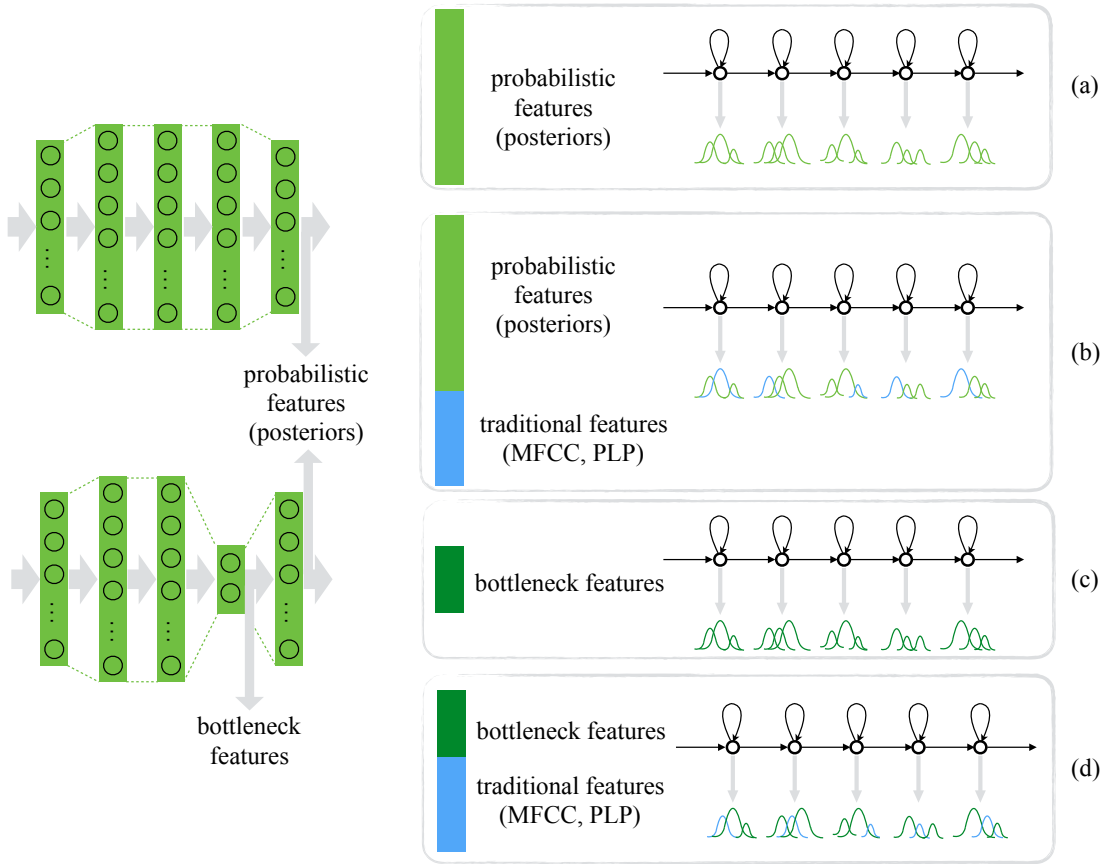 probabilistic
features
(posteriors)
bottleneck
features
probabilistic
features
(posteriors)
(a)
probabilistic
features
(posteriors)
traditional features
(MFCC, PLP)
(b)
bottleneck features
(c)
bottleneck features
traditional features
(MFCC, PLP)
(d)